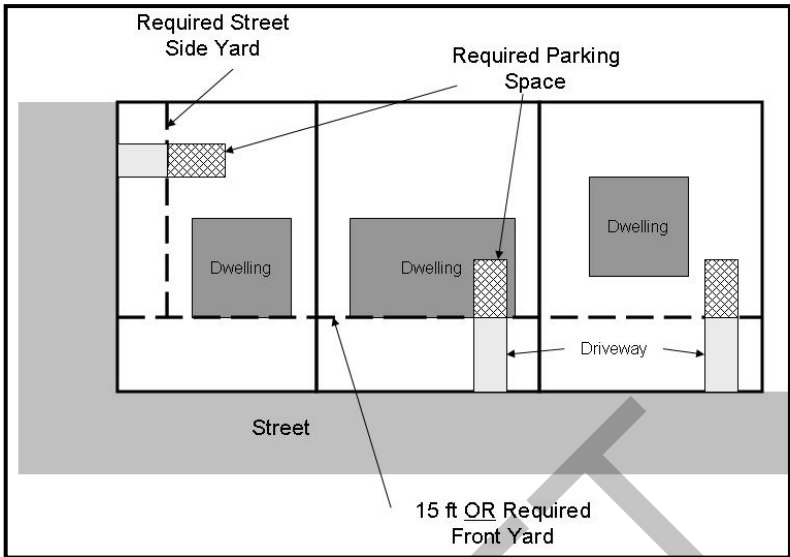 Required Street
Side Yard
Required Parking
Space
Dwelling
Dwelling
Dwelling
Driveway
Street
15 ft OR Required
Front Yard